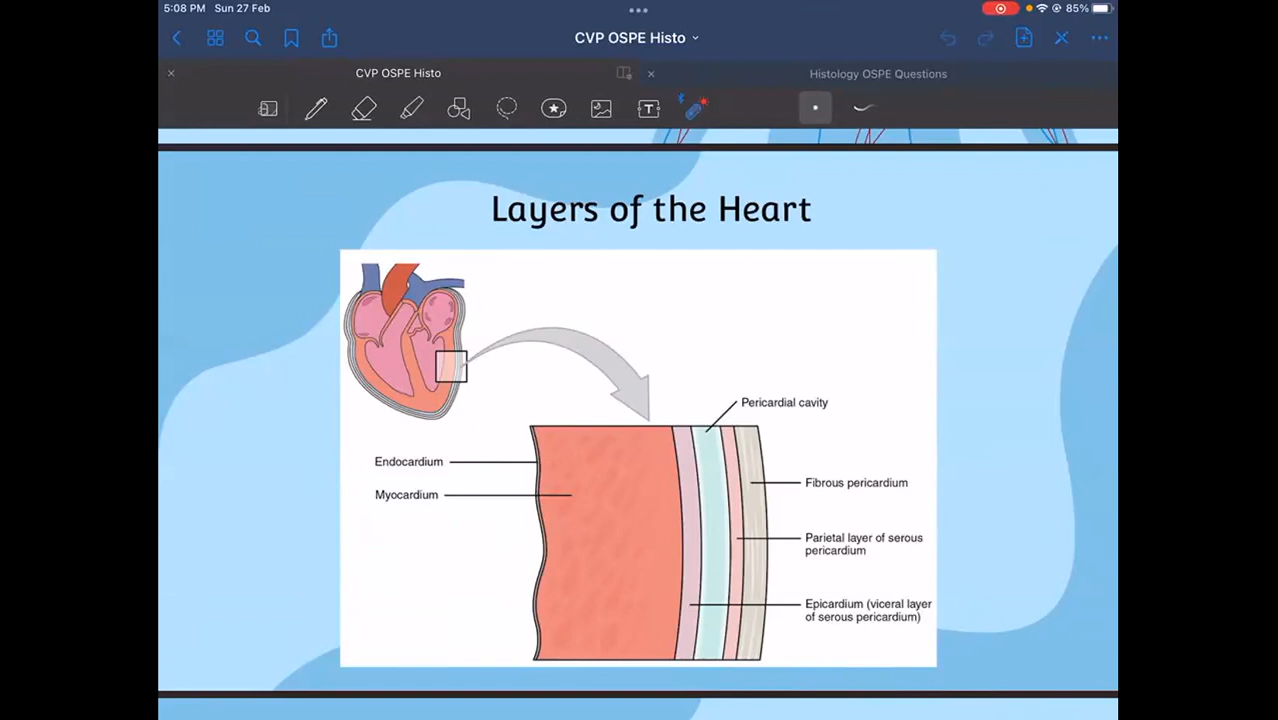 5:08 PM Sun 27 Feb
85%
CVP OSPE Histo
CVP OSPE Histo
Histology OSPE Questions
T
Layers of the Heart
Pericardial cavity
Endocardium
Myocardium
Fibrous pericardium
Parietal layer of serous
pericardium
Epicardium (viceral layer
of serous pericardium)